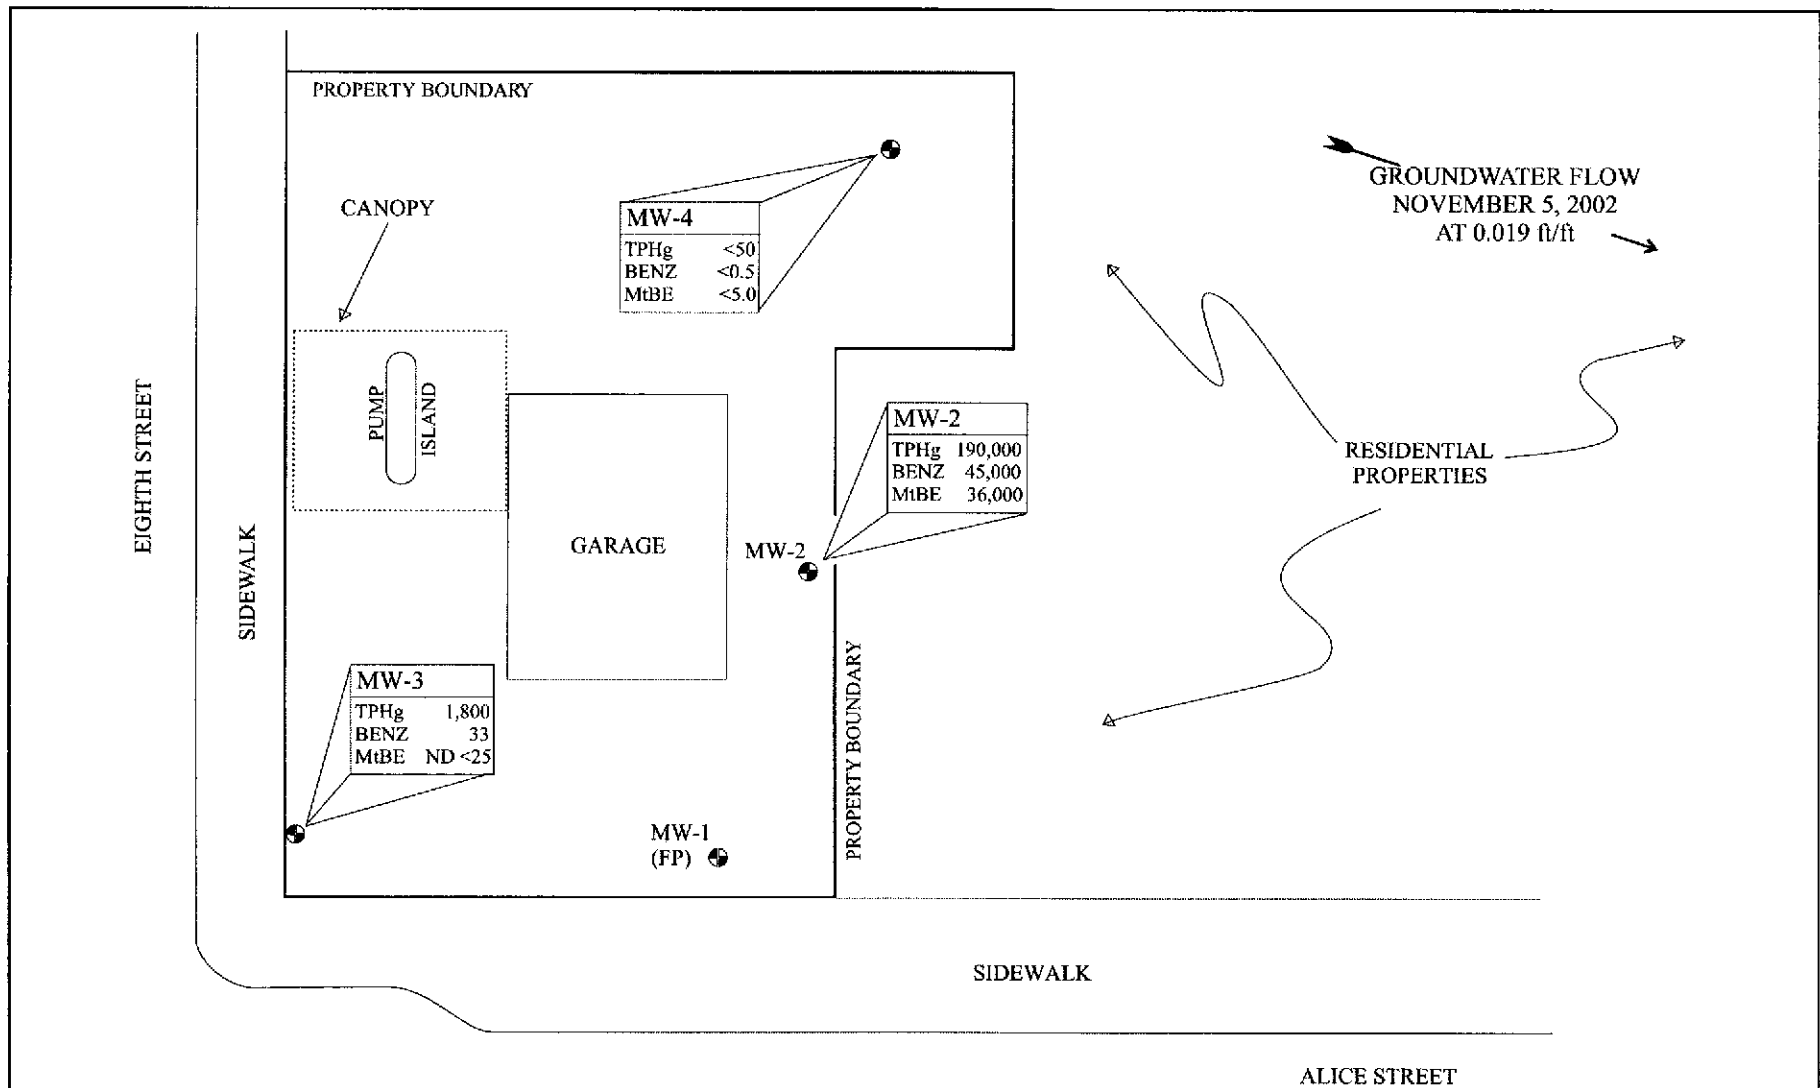 PROPERTY BOUNDARY
CANOPY
MW-4
TPHg <50
BENZ <0.5
MtBE <5.0
GROUNDWATER FLOW
NOVEMBER 5, 2002
AT 0.019 ft/ft
EIGHTH STREET
SIDEWALK
PUMP
ISLAND
GARAGE
MW-2
TPHg 190,000
BENZ 45,000
MtBE 36,000
MW-2
RESIDENTIAL
PROPERTIES
MW-3
TPHg 1,800
BENZ 33
MtBE ND <25
MW-1
(FP)
PROPERTY BOUNDARY
SIDEWALK
ALICE STREET